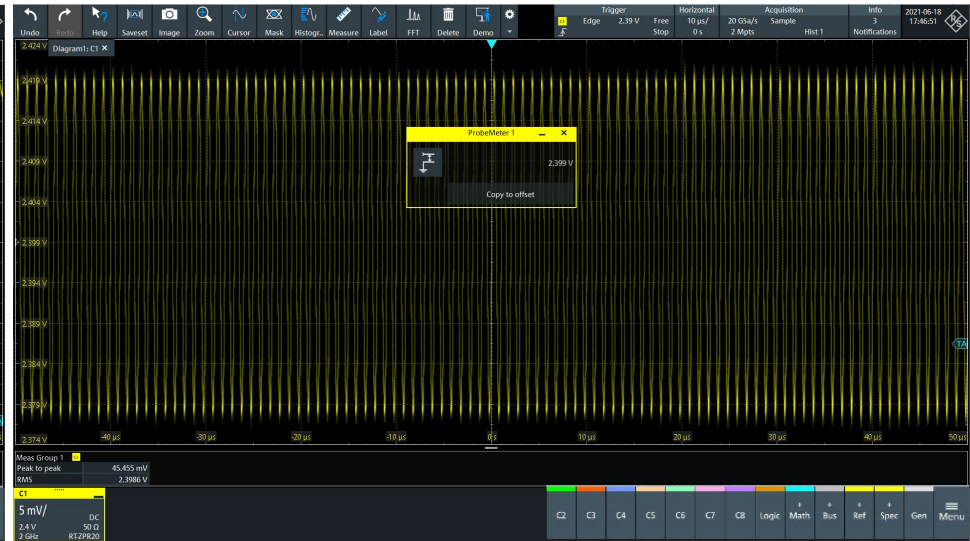 Undo Redo Help Saveset Image Zoom Cursor Mask Histogr.. Measure Label FFT Delete Demo
Trigger
Edge 2.39 V Free
Stop
Horizontal
10 µs/
0 s
Acquisition
20 GSa/s Sample
2 Mpts Hist 1
Info
3
Notifications
2021-06-18
17:46:51
Diagram1: C1
2.424 V
2.419 V
2.414 V
2.409 V
2.404 V
2.399 V
2.394 V
2.389 V
2.384 V
2.379 V
2.374 V
ProbeMeter 1
2.399 V
Copy to offset
TA
-40 µs -30 µs -20 µs -10 µs 0 s 10 µs 20 µs 30 µs 40 µs 50 µs
Meas Group 1
Peak to peak 45.455 mV
RMS 2.3986 V
C1
5 mV/ DC
2.4 V 50 Ω
2 GHz RT-ZPR20
C2 C3 C4 C5 C6 C7 C8 Logic Math Bus Ref Spec Gen Menu